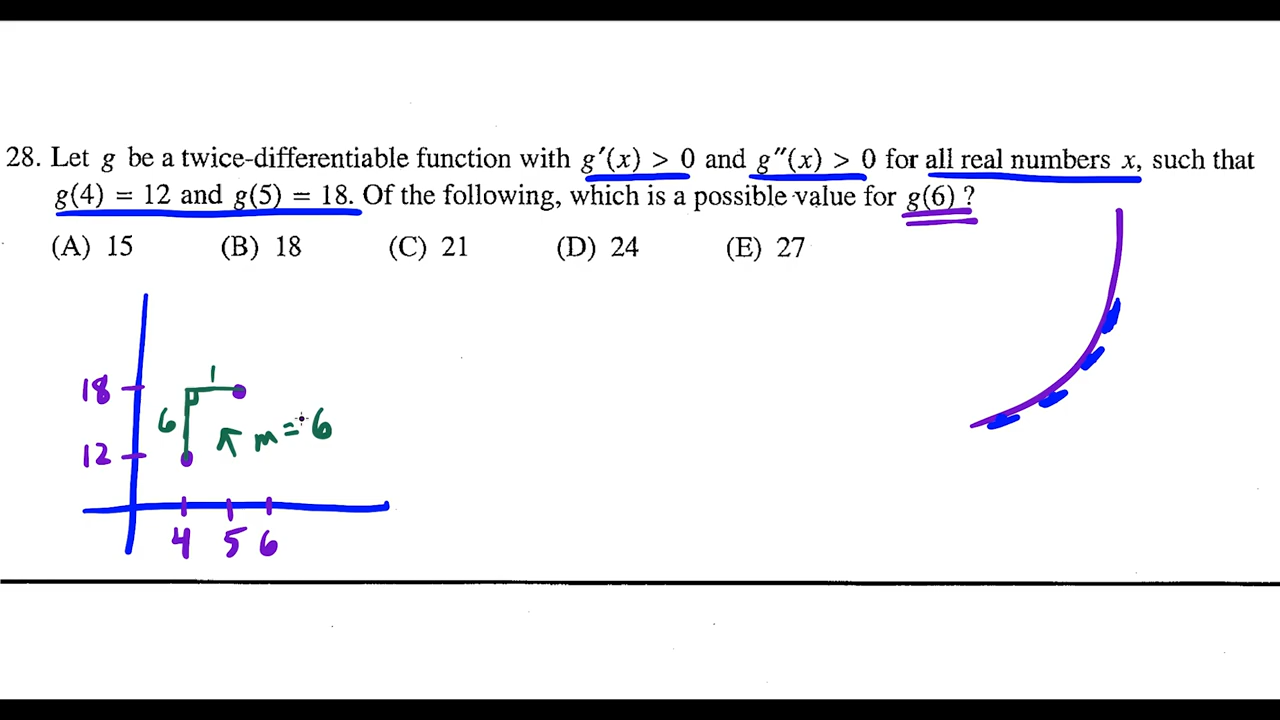 28. Let g be a twice-differentiable function with g′(x) > 0 and g″(x) > 0 for all real numbers x, such that
g(4) = 12 and g(5) = 18. Of the following, which is a possible value for g(6) ?
(A) 15 (B) 18 (C) 21 (D) 24 (E) 27
1
18
6
m = 6
12
4 5 6